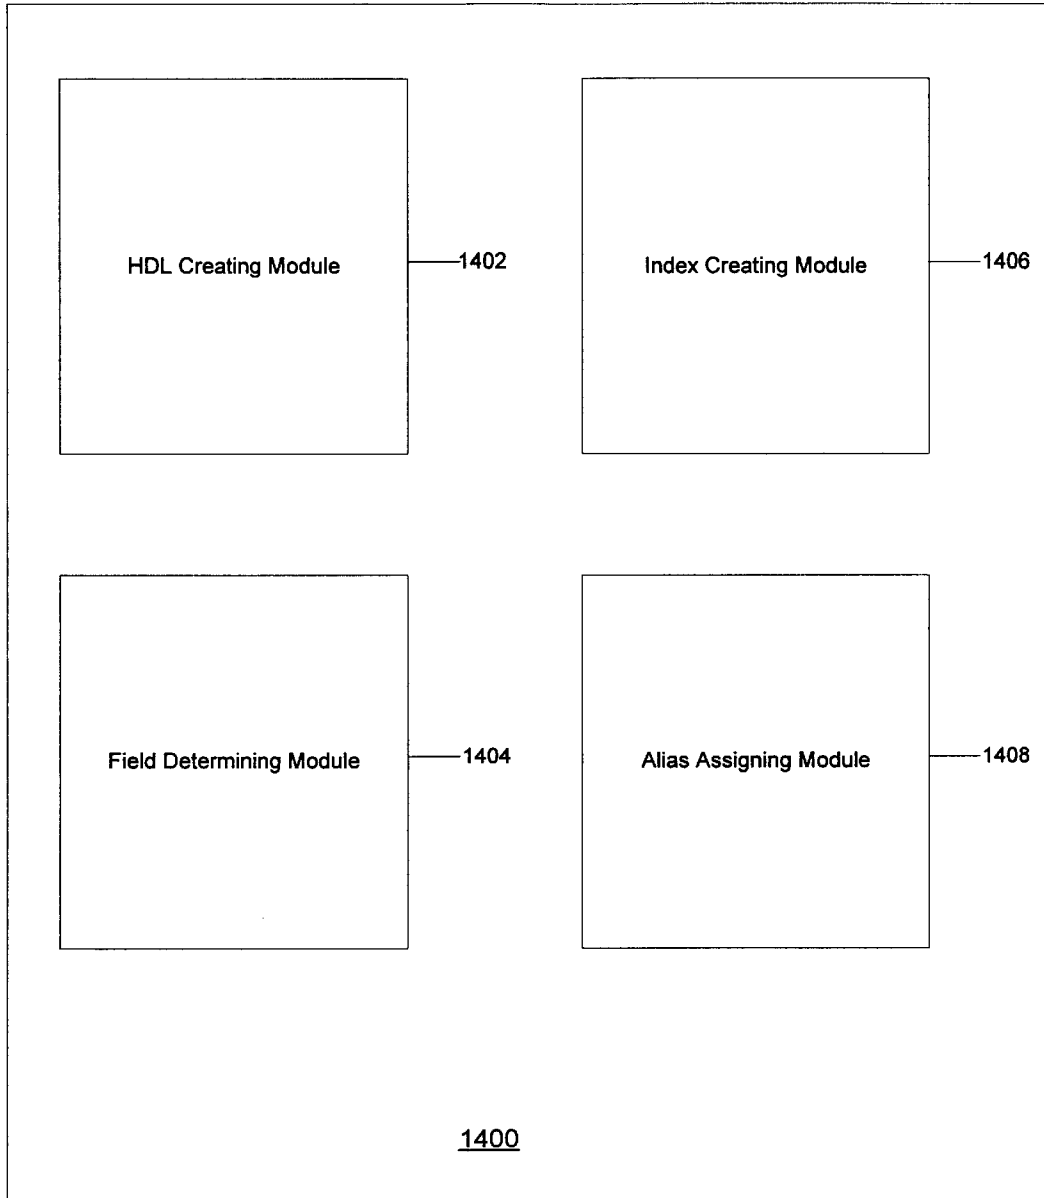 HDL Creating Module
1402
Index Creating Module
1406
Field Determining Module
1404
Alias Assigning Module
1408
1400